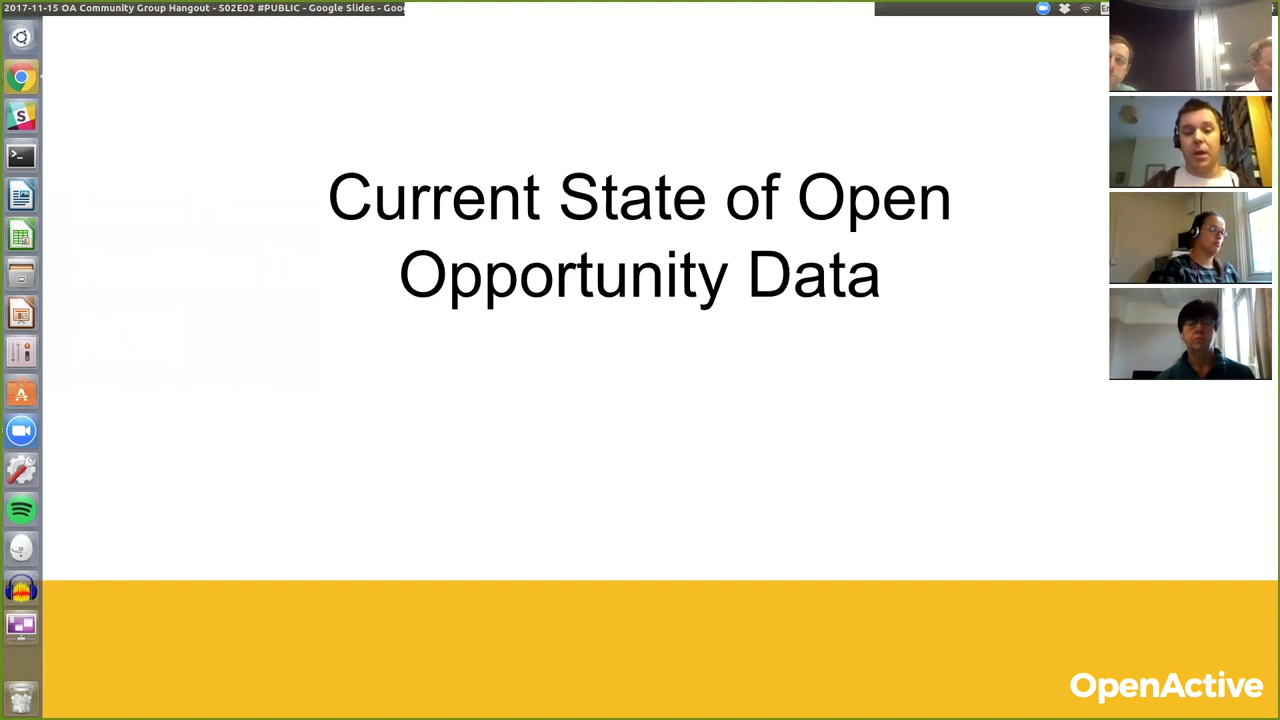 2017-11-15 OA Community Group Hangout - S02E02 #PUBLIC - Google Slides - Goo
Current State of Open
Opportunity Data
OpenActive